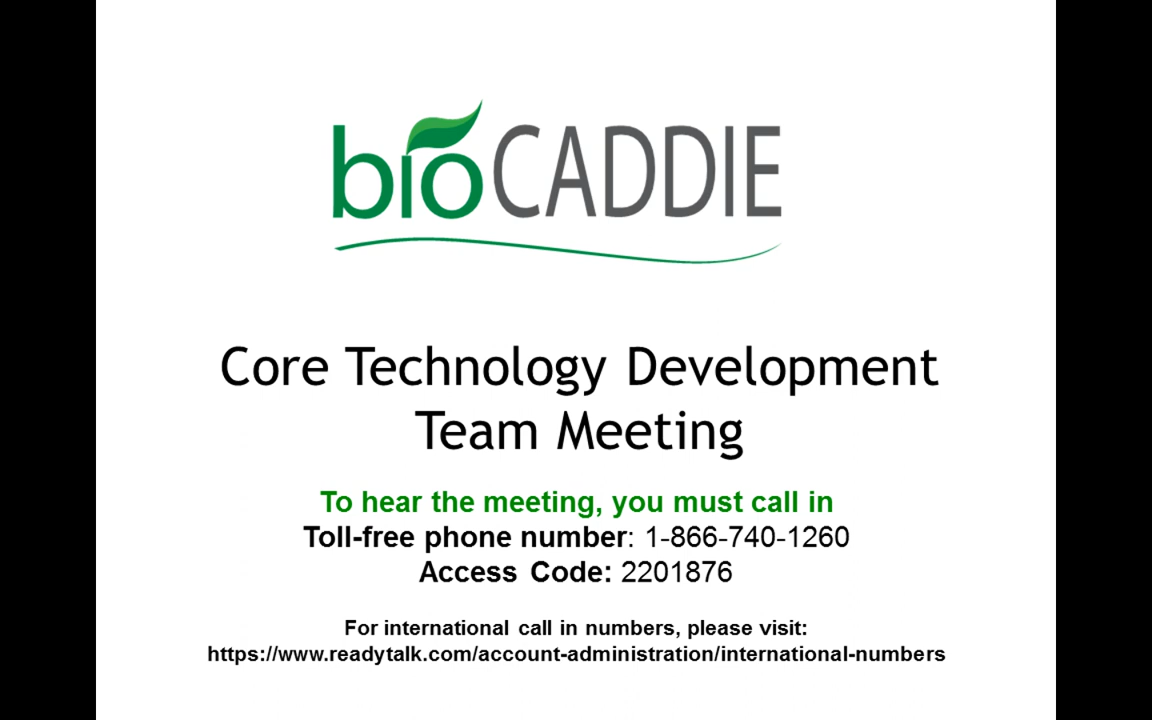 bioCADDIE
Core Technology Development
Team Meeting
To hear the meeting, you must call in
Toll-free phone number: 1-866-740-1260
Access Code: 2201876
For international call in numbers, please visit:
https://www.readytalk.com/account-administration/international-numbers